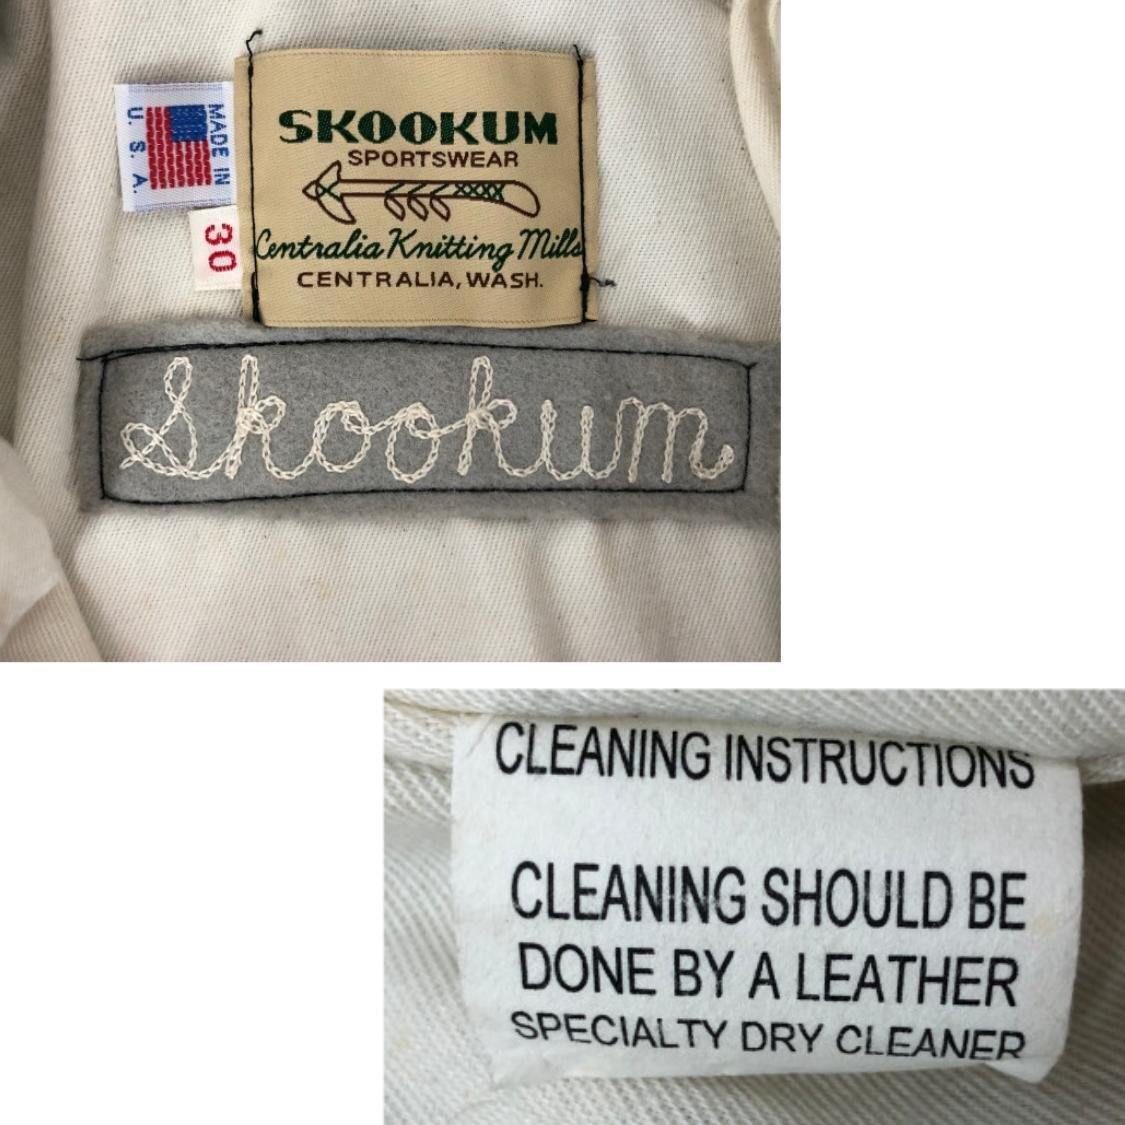 MADE IN
U. S. A.
30
SKOOKUM
SPORTSWEAR
Centralia Knitting Mills
CENTRALIA, WASH.
Skookum
CLEANING INSTRUCTIONS
CLEANING SHOULD BE
DONE BY A LEATHER
SPECIALTY DRY CLEANER